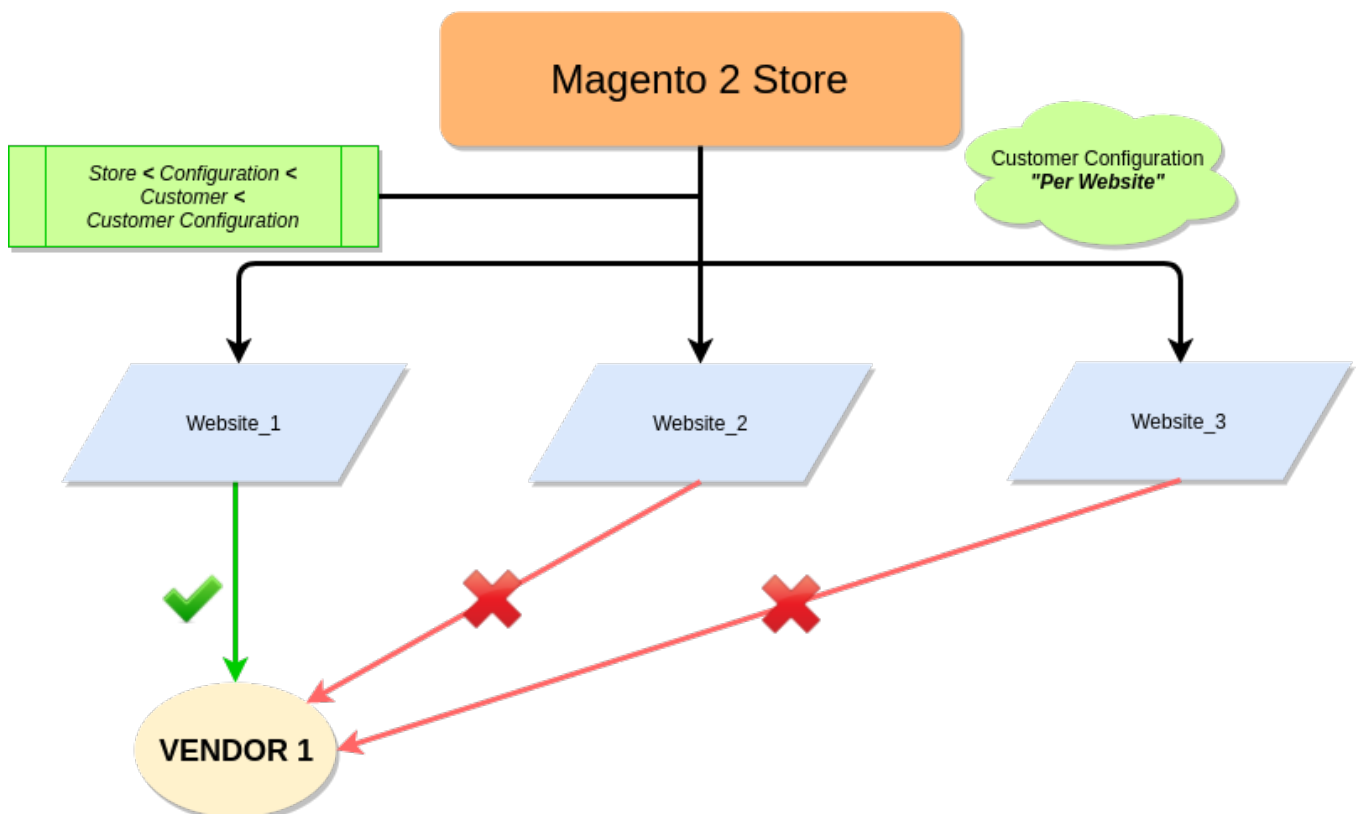 Magento 2 Store
Customer Configuration
"Per Website"
Store < Configuration <
Customer <
Customer Configuration
Website_1
Website_2
Website_3
VENDOR 1